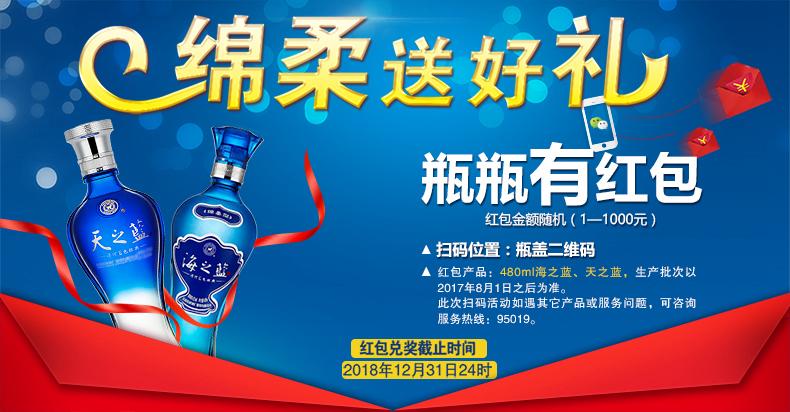 绵柔送好礼
瓶瓶有红包
红包金额随机（1—1000元）
▲ 扫码位置：瓶盖二维码
▲ 红包产品：480ml海之蓝、天之蓝，生产批次以
2017年8月1日之后为准。
此次扫码活动如遇其它产品或服务问题，可咨询
服务热线：95019。
红包兑奖截止时间
2018年12月31日24时
天之蓝
海之蓝